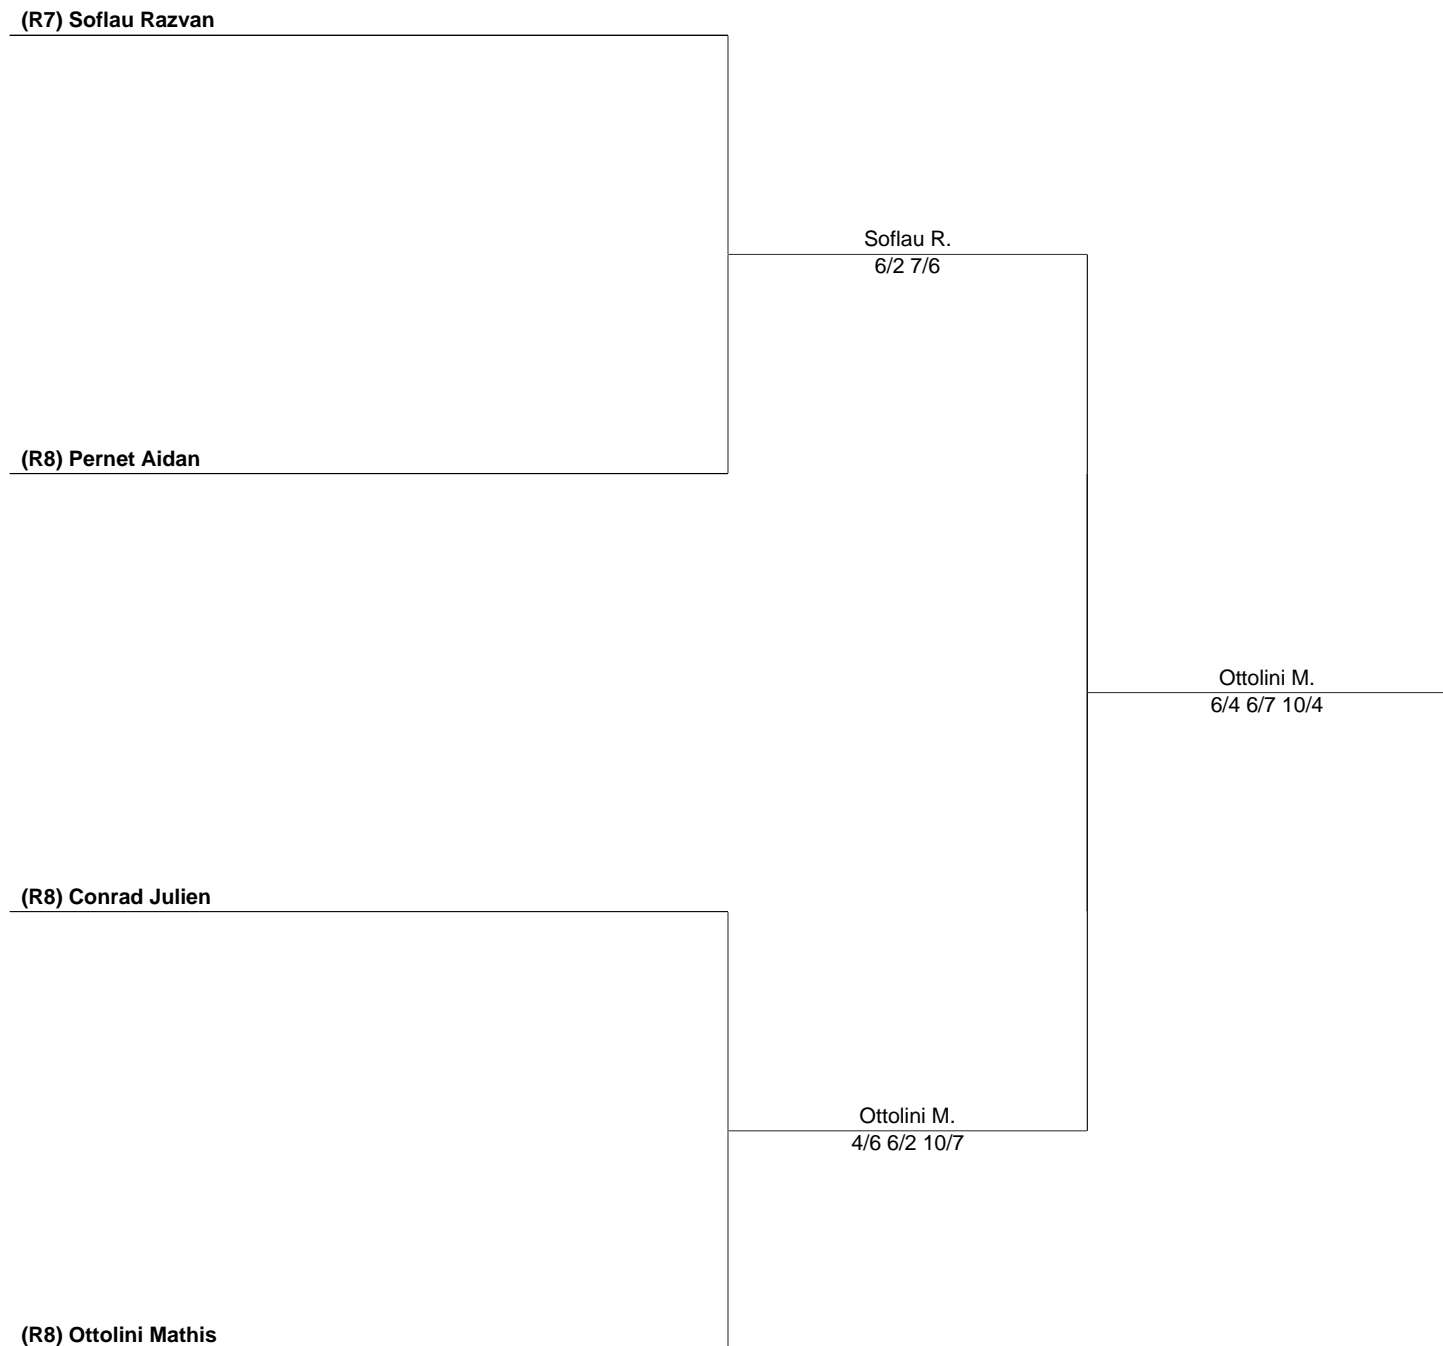 (R7) Soflau Razvan
Soflau R.
6/2 7/6
(R8) Pernet Aidan
Ottolini M.
6/4 6/7 10/4
(R8) Conrad Julien
Ottolini M.
4/6 6/2 10/7
(R8) Ottolini Mathis